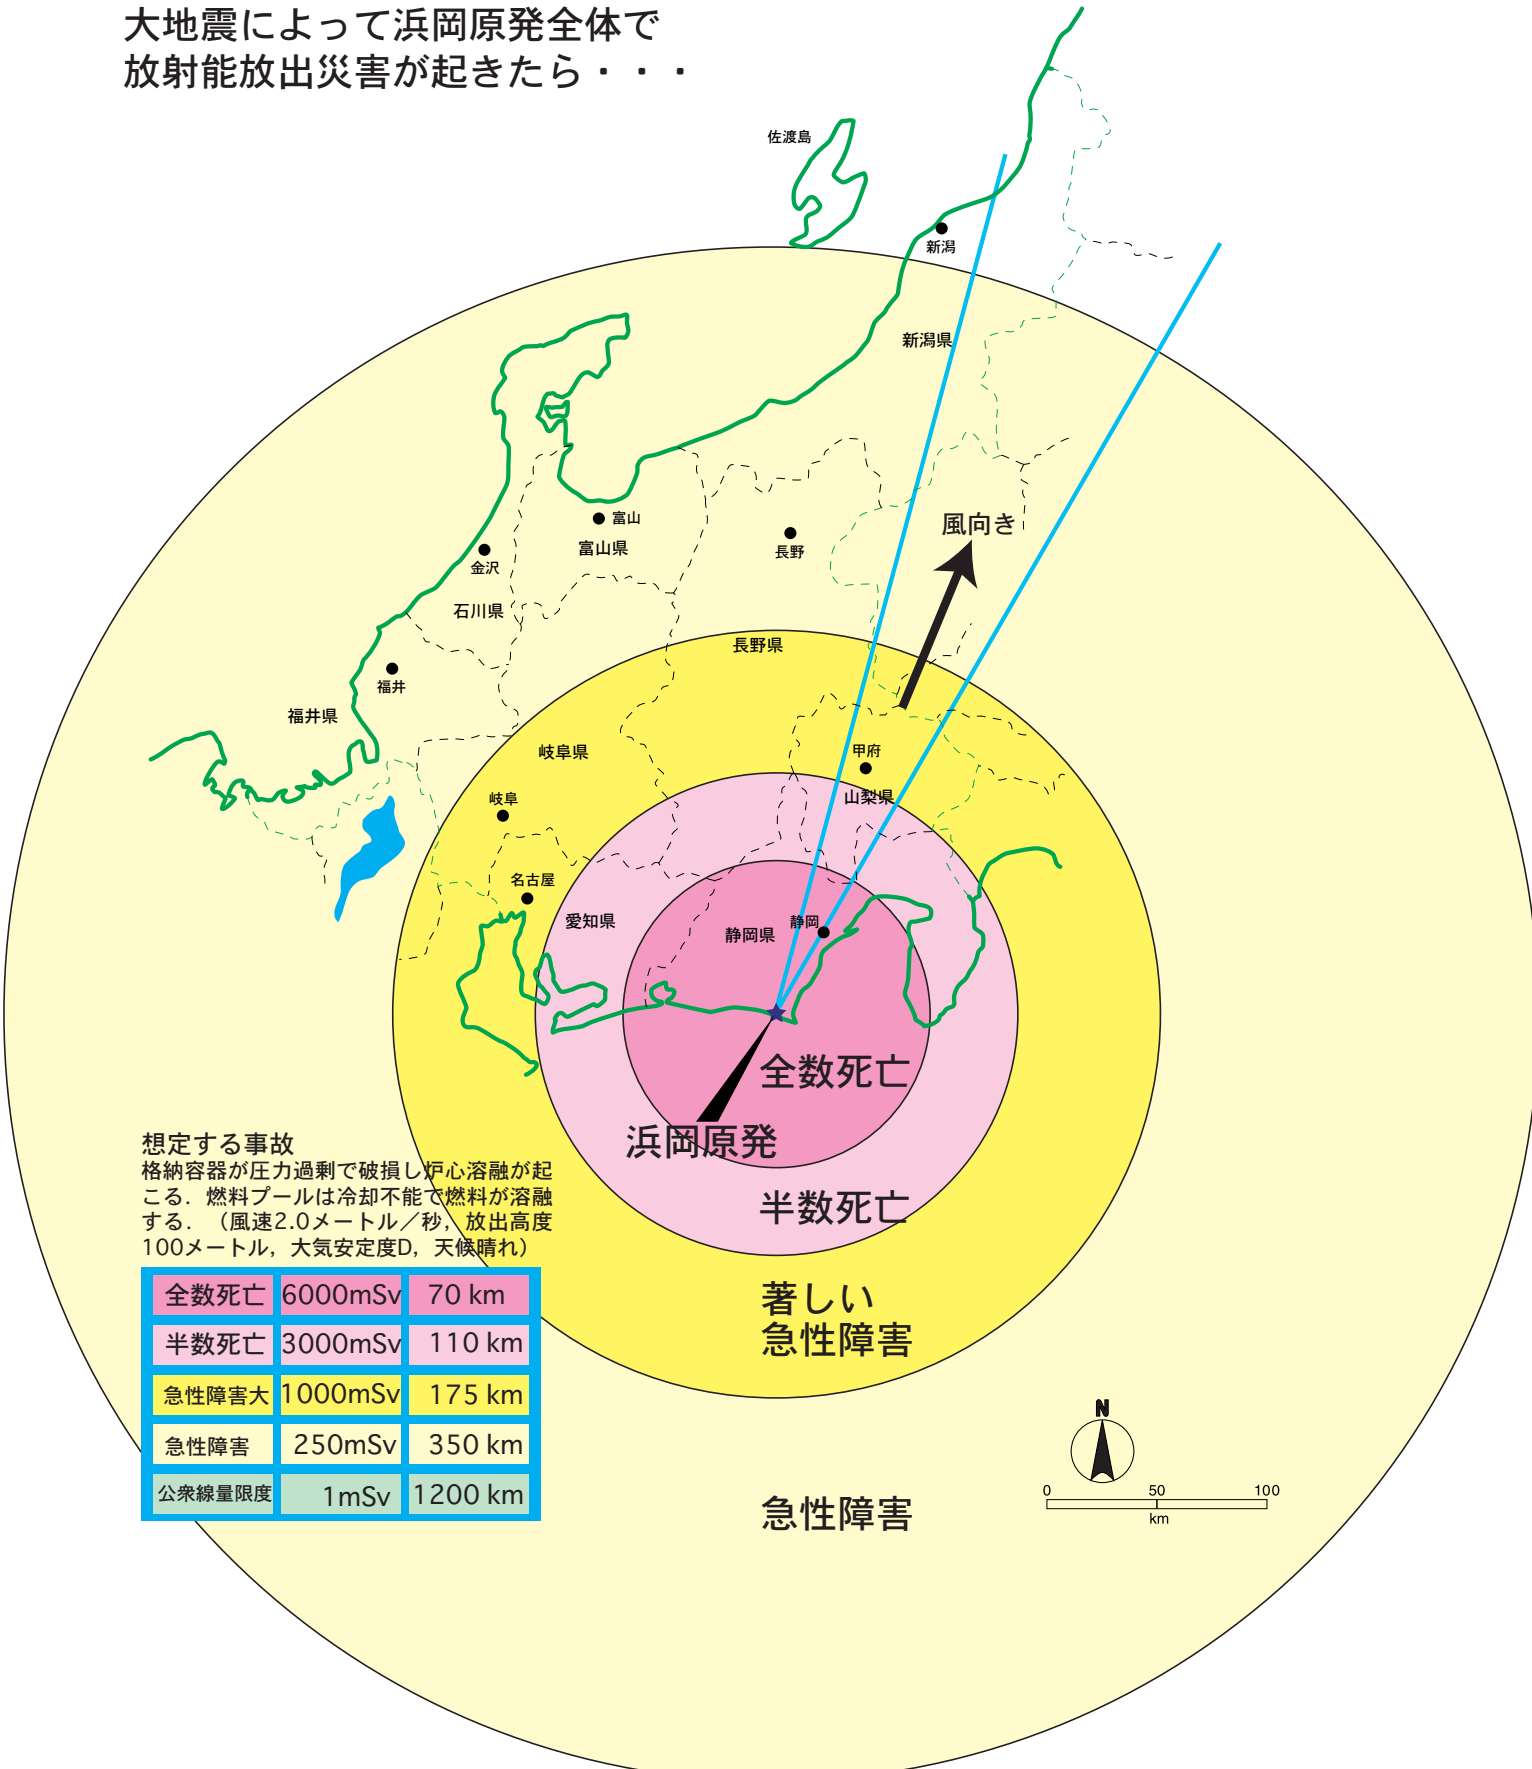 大地震によって浜岡原発全体で
放射能放出災害が起きたら・・・
佐渡島
新潟
新潟県
風向き
富山
富山県
長野
金沢
石川県
長野県
福井
福井県
岐阜県
甲府
山梨県
岐阜
名古屋
愛知県
静岡県
静岡
全数死亡
浜岡原発
半数死亡
著しい
急性障害
急性障害
想定する事故
格納容器が圧力過剰で破損し炉心溶融が起
こる．燃料プールは冷却不能で燃料が溶融
する．（風速2.0メートル／秒，放出高度
100メートル，大気安定度D，天候晴れ）
全数死亡 6000mSv 70 km
半数死亡 3000mSv 110 km
急性障害大 1000mSv 175 km
急性障害 250mSv 350 km
公衆線量限度 1mSv 1200 km
N
0 50 100
km